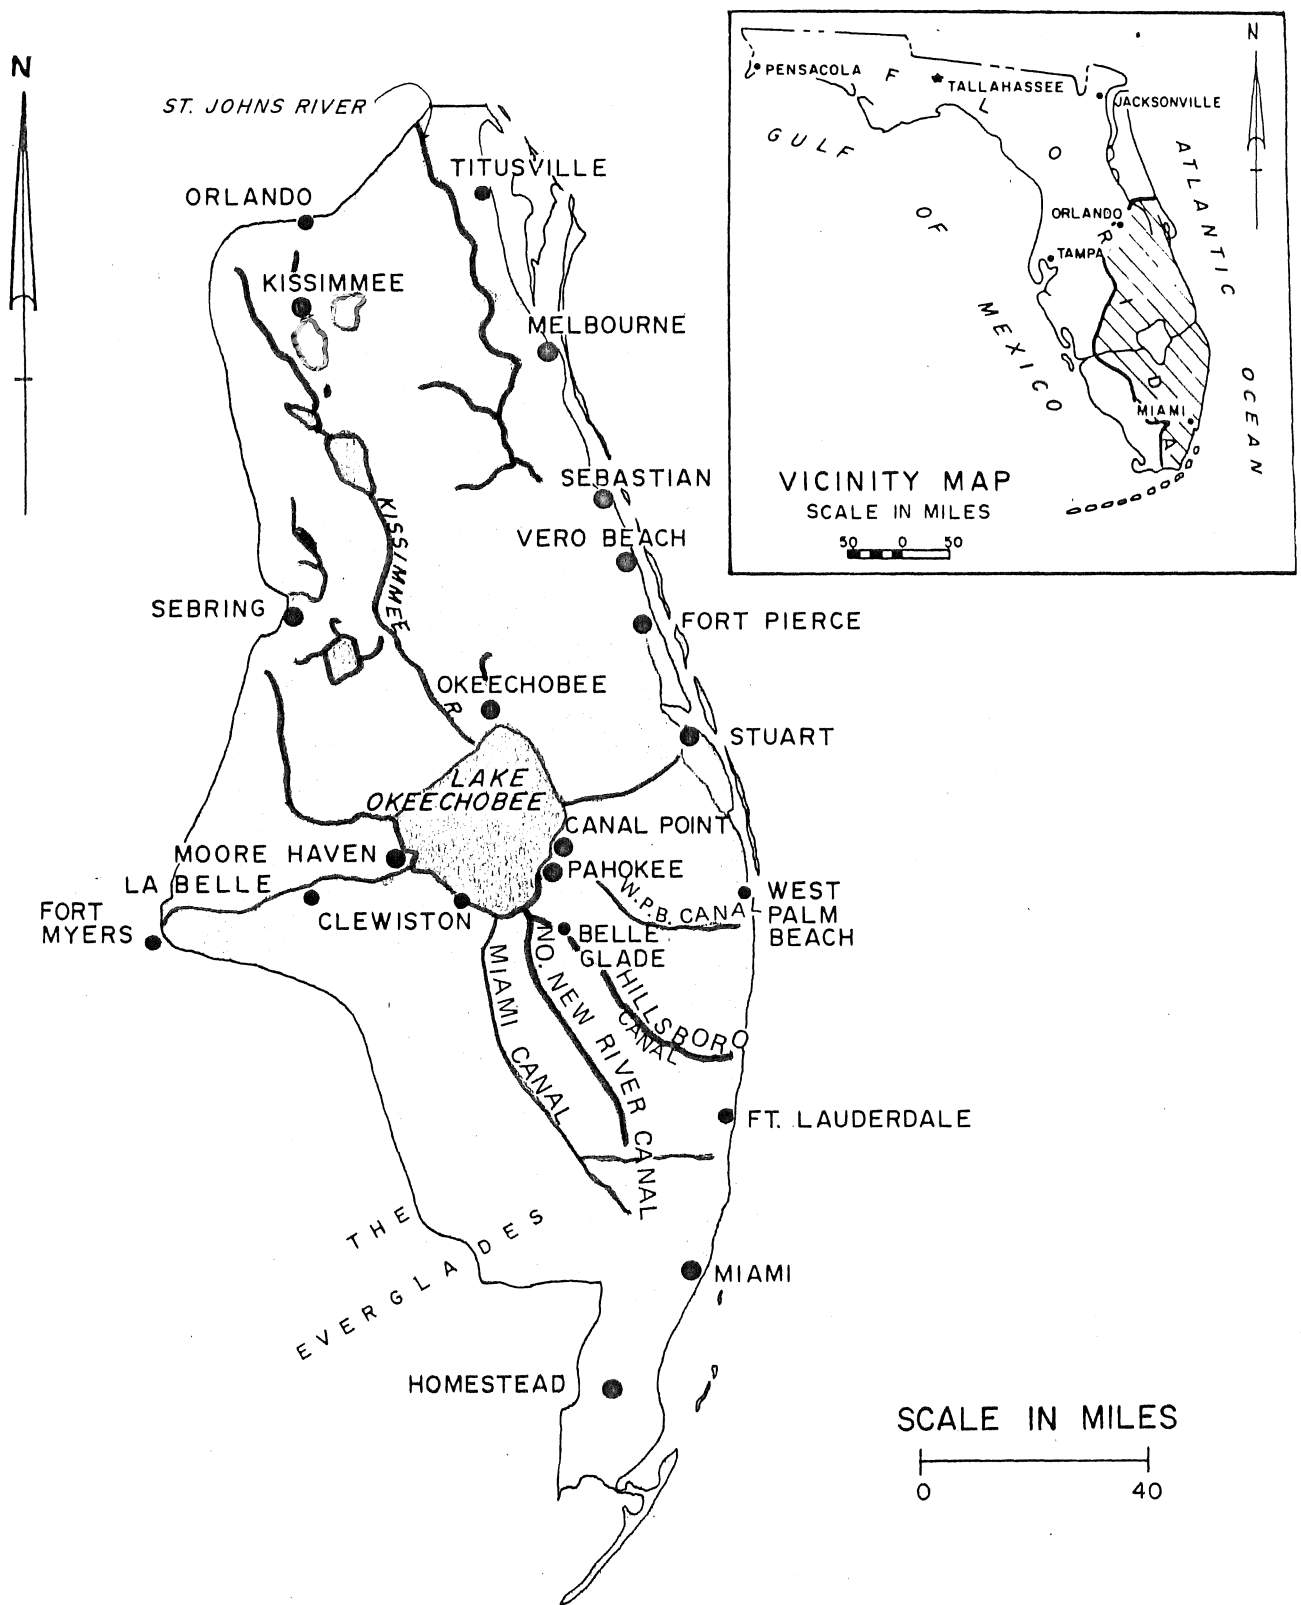 N
ST. JOHNS RIVER
TITUSVILLE
ORLANDO
KISSIMMEE
MELBOURNE
SEBASTIAN
VERO BEACH
KISSIMMEE R
SEBRING
FORT PIERCE
OKEECHOBEE
STUART
LAKE
OKEECHOBEE
CANAL POINT
MOORE HAVEN
PAHOKEE
LA BELLE
W.P.B. CANAL
WEST
PALM
BEACH
FORT
MYERS
CLEWISTON
BELLE
GLADE
MIAMI CANAL
NO. NEW RIVER CANAL
HILLSBORO
CANAL
FT. LAUDERDALE
THE
EVERGLADES
MIAMI
HOMESTEAD
SCALE IN MILES
0 40
N
PENSACOLA
TALLAHASSEE
JACKSONVILLE
FLORIDA
GULF
OF
MEXICO
ATLANTIC
OCEAN
ORLANDO
TAMPA
MIAMI
VICINITY MAP
SCALE IN MILES
50 0 50